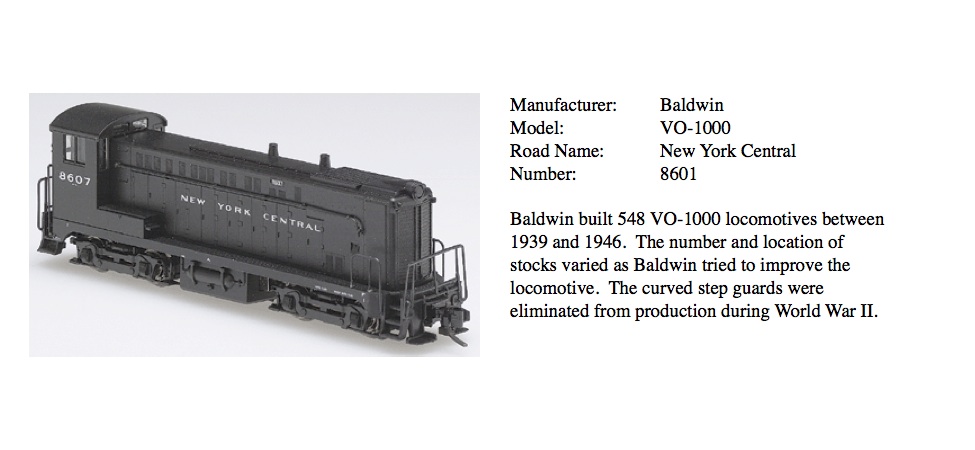 8607
NEW YORK CENTRAL
Manufacturer: Baldwin
Model: VO-1000
Road Name: New York Central
Number: 8601
Baldwin built 548 VO-1000 locomotives between
1939 and 1946. The number and location of
stocks varied as Baldwin tried to improve the
locomotive. The curved step guards were
eliminated from production during World War II.